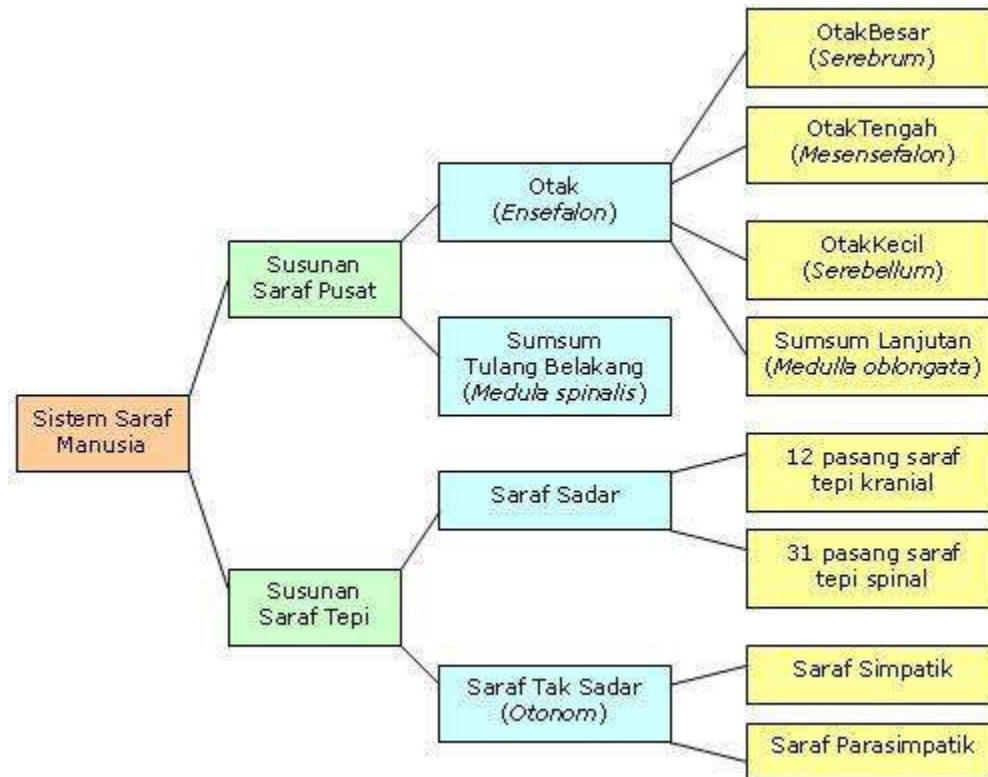 Sistem Saraf
Manusia
Susunan
Saraf Pusat
Otak
(Ensefalon)
OtakBesar
(Serebrum)
OtakTengah
(Mesensefalon)
OtakKecil
(Serebellum)
Sumsum Lanjutan
(Medulla oblongata)
Sumsum
Tulang Belakang
(Medula spinalis)
Susunan
Saraf Tepi
Saraf Sadar
12 pasang saraf
tepi kranial
31 pasang saraf
tepi spinal
Saraf Tak Sadar
(Otonom)
Saraf Simpatik
Saraf Parasimpatik